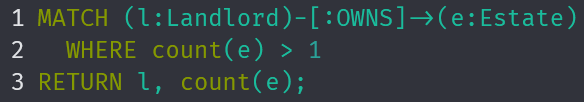 1 MATCH (l:Landlord)-[:OWNS]->(e:Estate)
2 WHERE count(e) > 1
3 RETURN l, count(e);